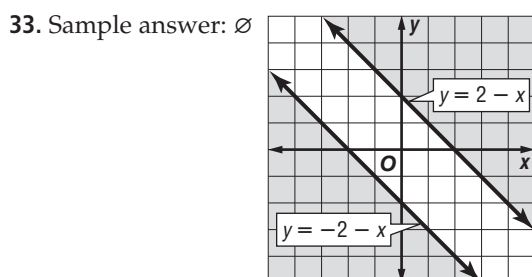 33. Sample answer: ∅
y
y = 2 − x
O
x
y = −2 − x